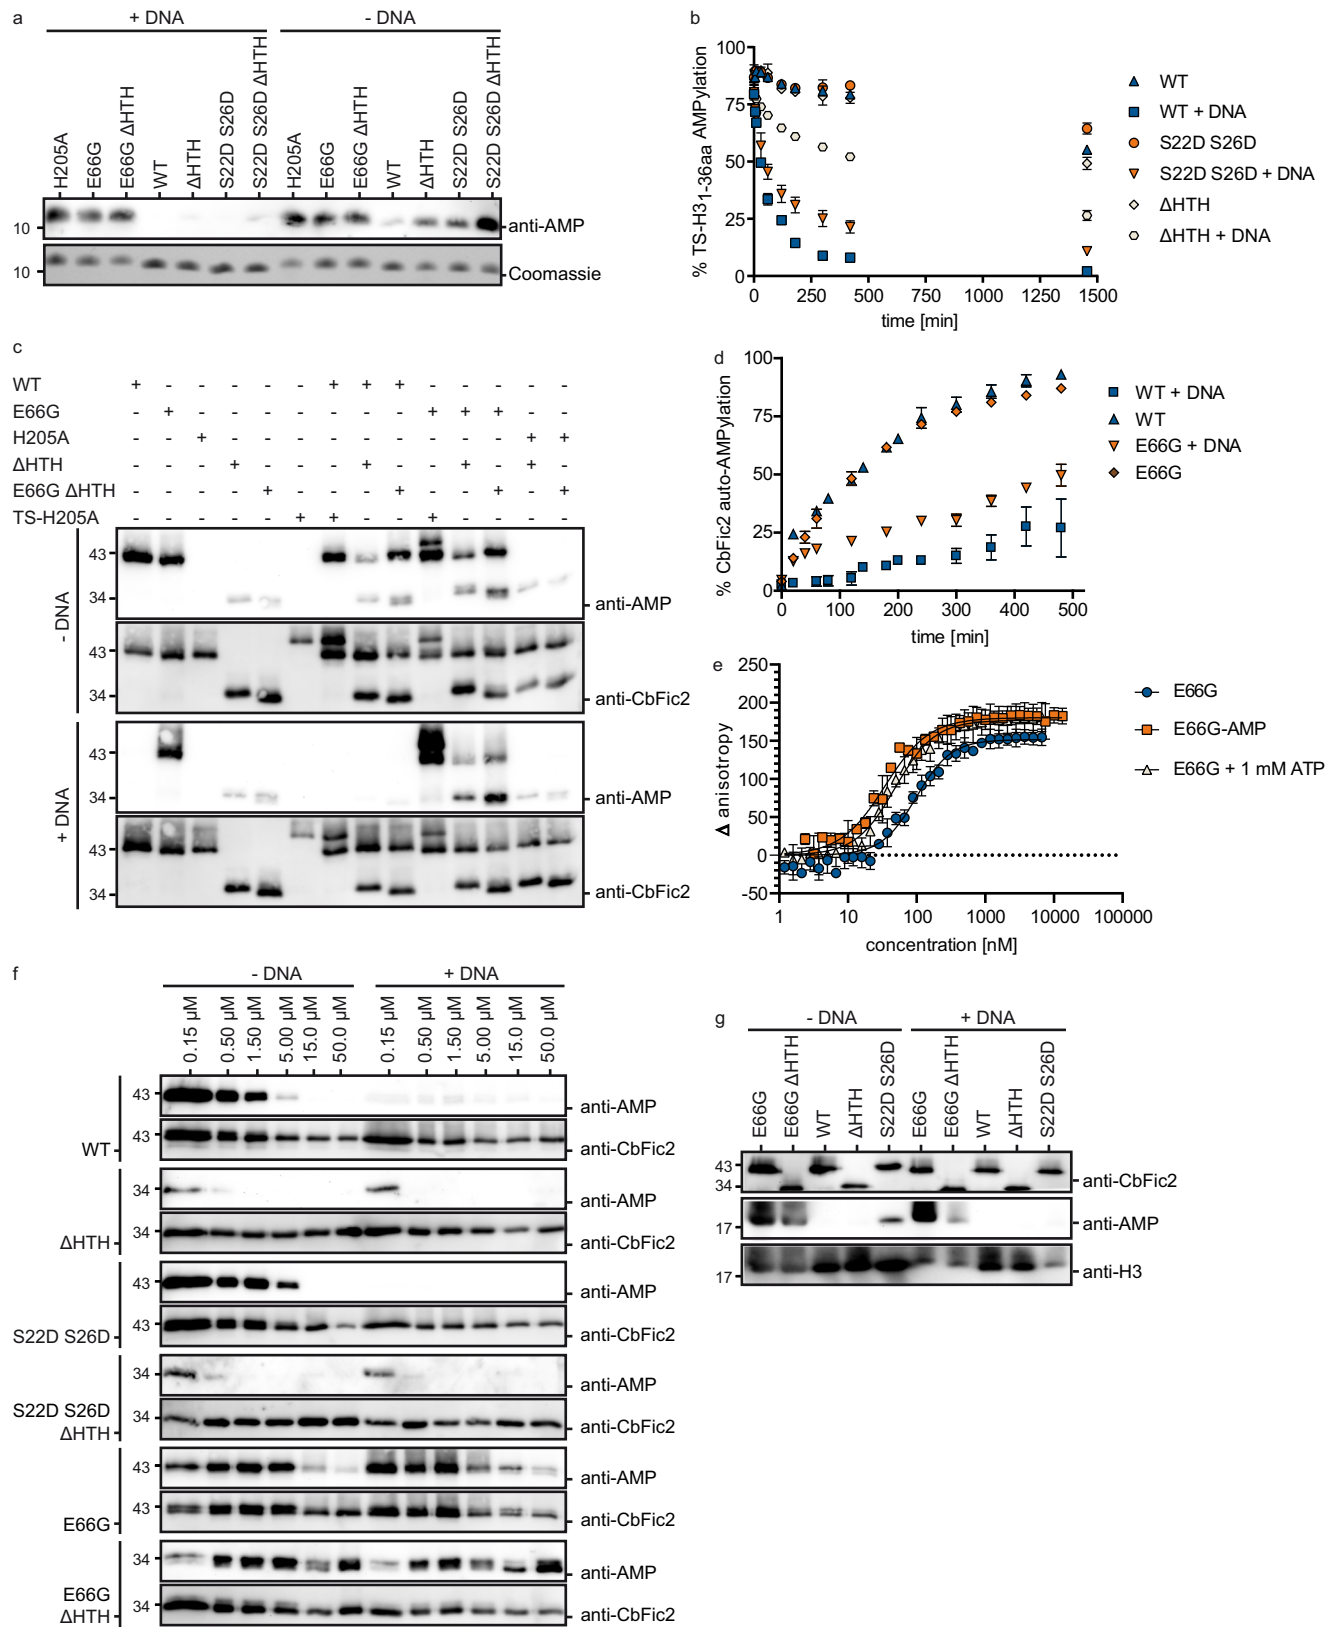 a
+ DNA
- DNA
H205A
E66G
E66G ΔHTH
WT
ΔHTH
S22D S26D
S22D S26D ΔHTH
H205A
E66G
E66G ΔHTH
WT
ΔHTH
S22D S26D
S22D S26D ΔHTH
10
anti-AMP
10
Coomassie
b
% TS-H31-36aa AMPylation
100
75
50
25
0
0 250 500 750 1000 1250 1500
time [min]
WT
WT + DNA
S22D S26D
S22D S26D + DNA
ΔHTH
ΔHTH + DNA
c
WT + - - - - - + + + - - - - -
E66G - + - - - - - - - + + + - -
H205A - - + - - - - - - - - - + +
ΔHTH - - - + - - - + - - + - + -
E66G ΔHTH - - - - + - - - + - - + - +
TS-H205A - - - - - + + - - + - - - -
- DNA
43
34
anti-AMP
43
34
anti-CbFic2
+ DNA
43
34
anti-AMP
43
34
anti-CbFic2
d
% CbFic2 auto-AMPylation
100
75
50
25
0
0 100 200 300 400 500
time [min]
WT + DNA
WT
E66G + DNA
E66G
e
Δ anisotropy
250
200
150
100
50
0
-50
1 10 100 1000 10000 100000
concentration [nM]
E66G
E66G-AMP
E66G + 1 mM ATP
f
- DNA
+ DNA
0.15 µM
0.50 µM
1.50 µM
5.00 µM
15.0 µM
50.0 µM
0.15 µM
0.50 µM
1.50 µM
5.00 µM
15.0 µM
50.0 µM
WT
43
anti-AMP
43
anti-CbFic2
ΔHTH
34
anti-AMP
34
anti-CbFic2
S22D S26D
43
anti-AMP
43
anti-CbFic2
S22D S26D
ΔHTH
34
anti-AMP
34
anti-CbFic2
E66G
43
anti-AMP
43
anti-CbFic2
E66G
ΔHTH
34
anti-AMP
34
anti-CbFic2
g
- DNA
+ DNA
E66G
E66G ΔHTH
WT
ΔHTH
S22D S26D
E66G
E66G ΔHTH
WT
ΔHTH
S22D S26D
43
34
anti-CbFic2
17
anti-AMP
17
anti-H3